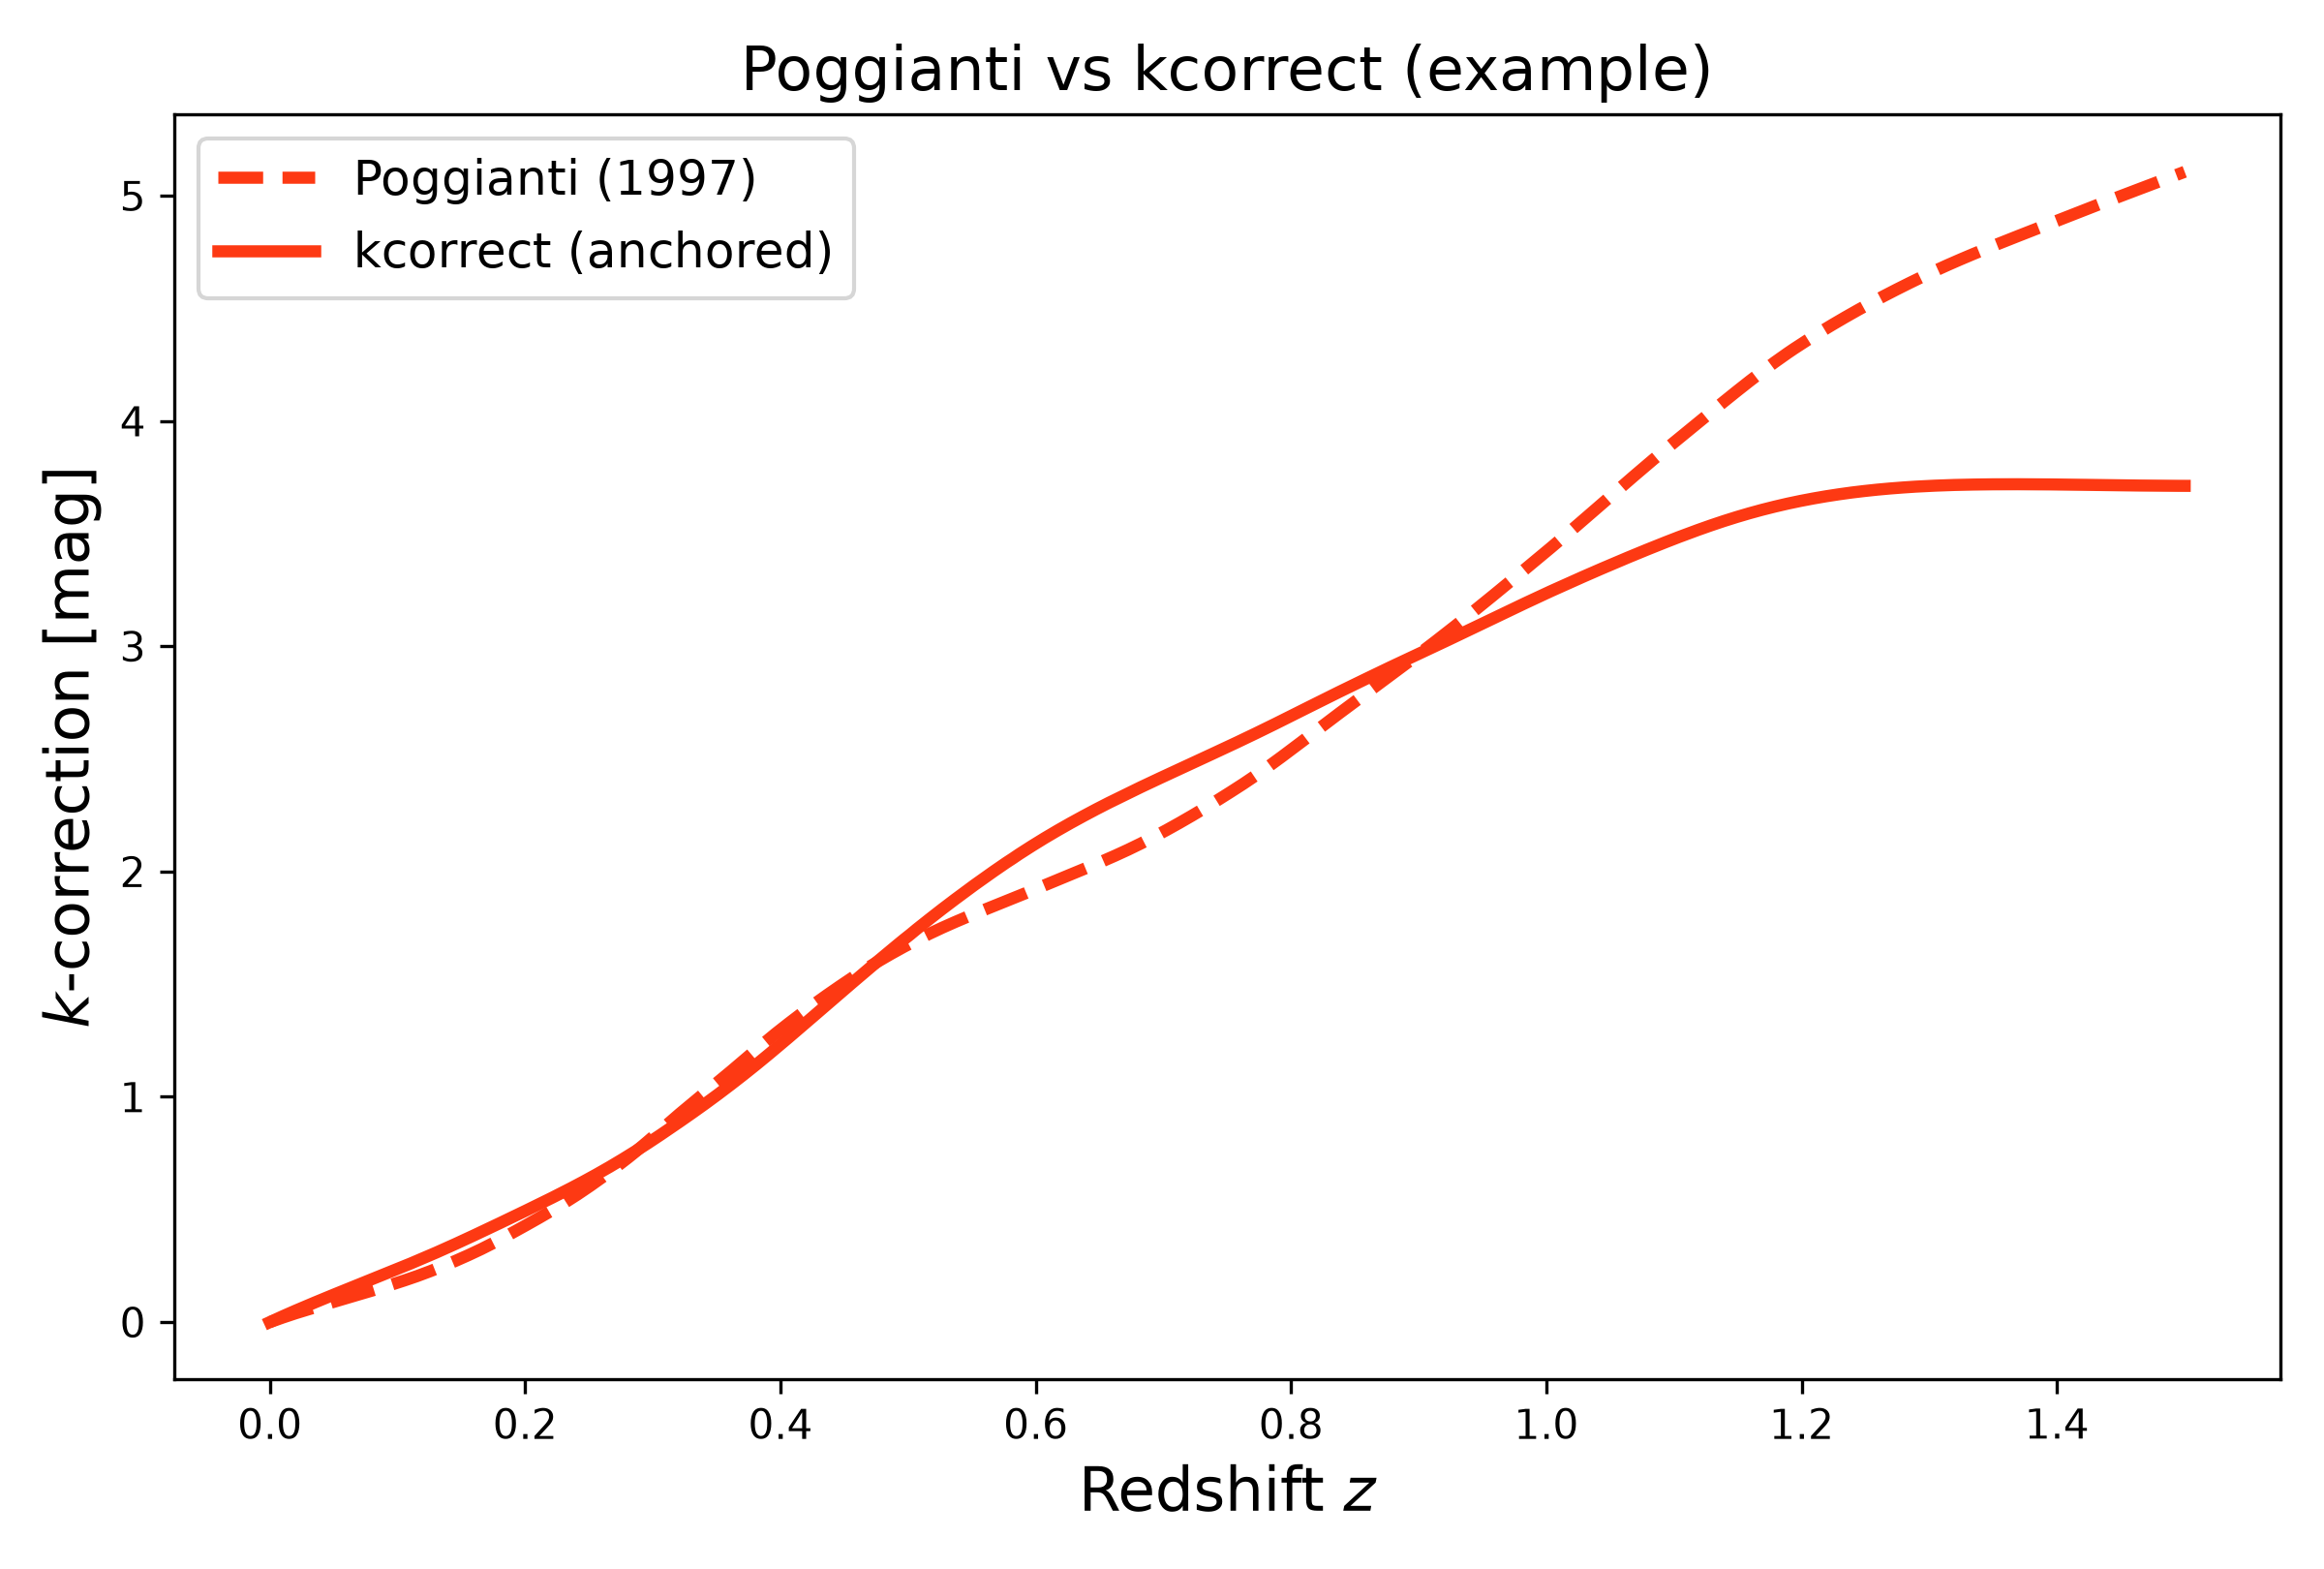 Poggianti vs kcorrect (example)
Poggianti (1997)
kcorrect (anchored)
k-correction [mag]
5
4
3
2
1
0
0.0 0.2 0.4 0.6 0.8 1.0 1.2 1.4
Redshift z